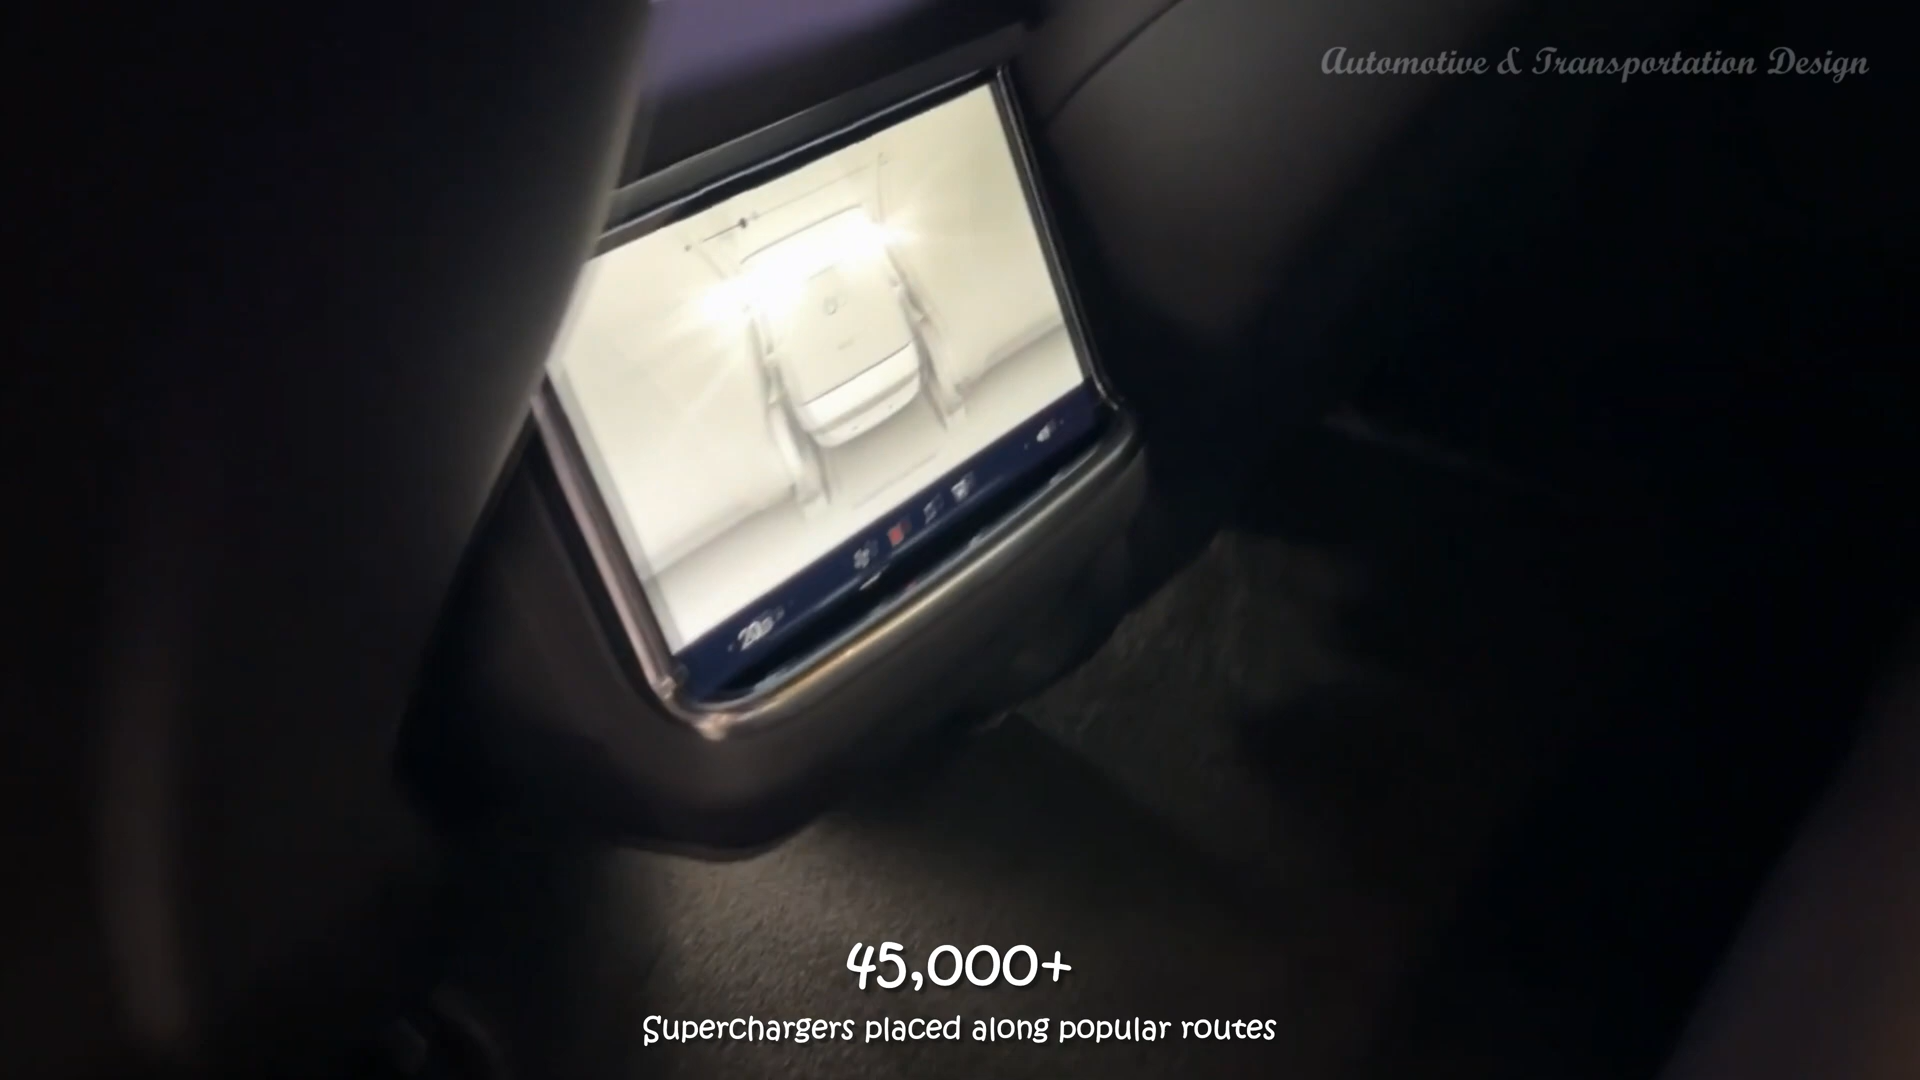 Automotive & Transportation Design
45,000+
Superchargers placed along popular routes